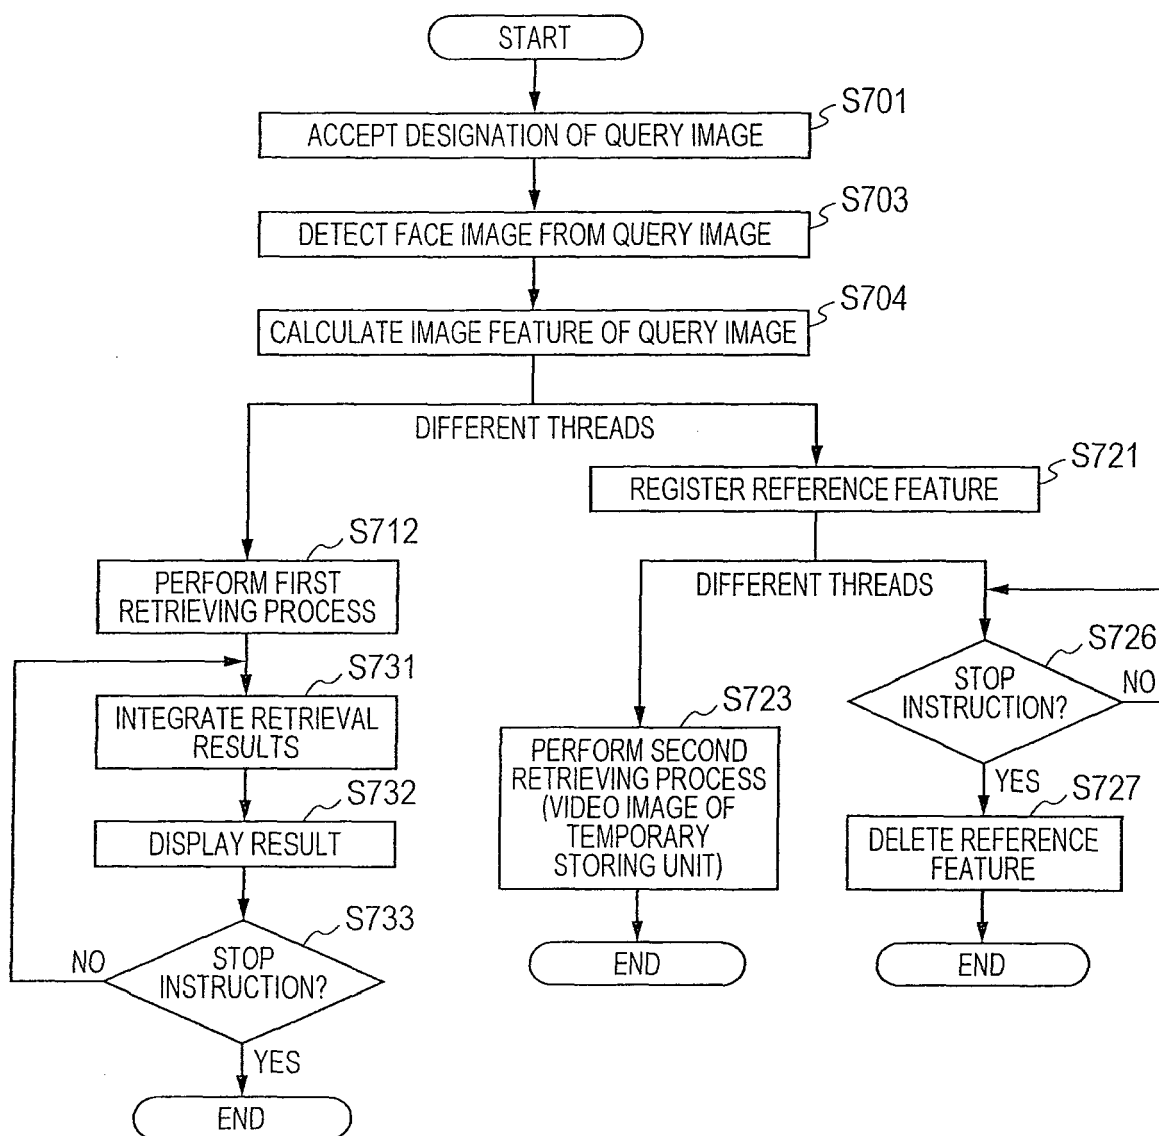 START
S701
ACCEPT DESIGNATION OF QUERY IMAGE
S703
DETECT FACE IMAGE FROM QUERY IMAGE
S704
CALCULATE IMAGE FEATURE OF QUERY IMAGE
DIFFERENT THREADS
S721
REGISTER REFERENCE FEATURE
S712
PERFORM FIRST
RETRIEVING PROCESS
DIFFERENT THREADS
S731
INTEGRATE RETRIEVAL
RESULTS
S732
DISPLAY RESULT
S733
STOP
INSTRUCTION?
NO
YES
END
S723
PERFORM SECOND
RETRIEVING PROCESS
(VIDEO IMAGE OF
TEMPORARY
STORING UNIT)
END
S726
STOP
INSTRUCTION?
NO
YES
S727
DELETE REFERENCE
FEATURE
END